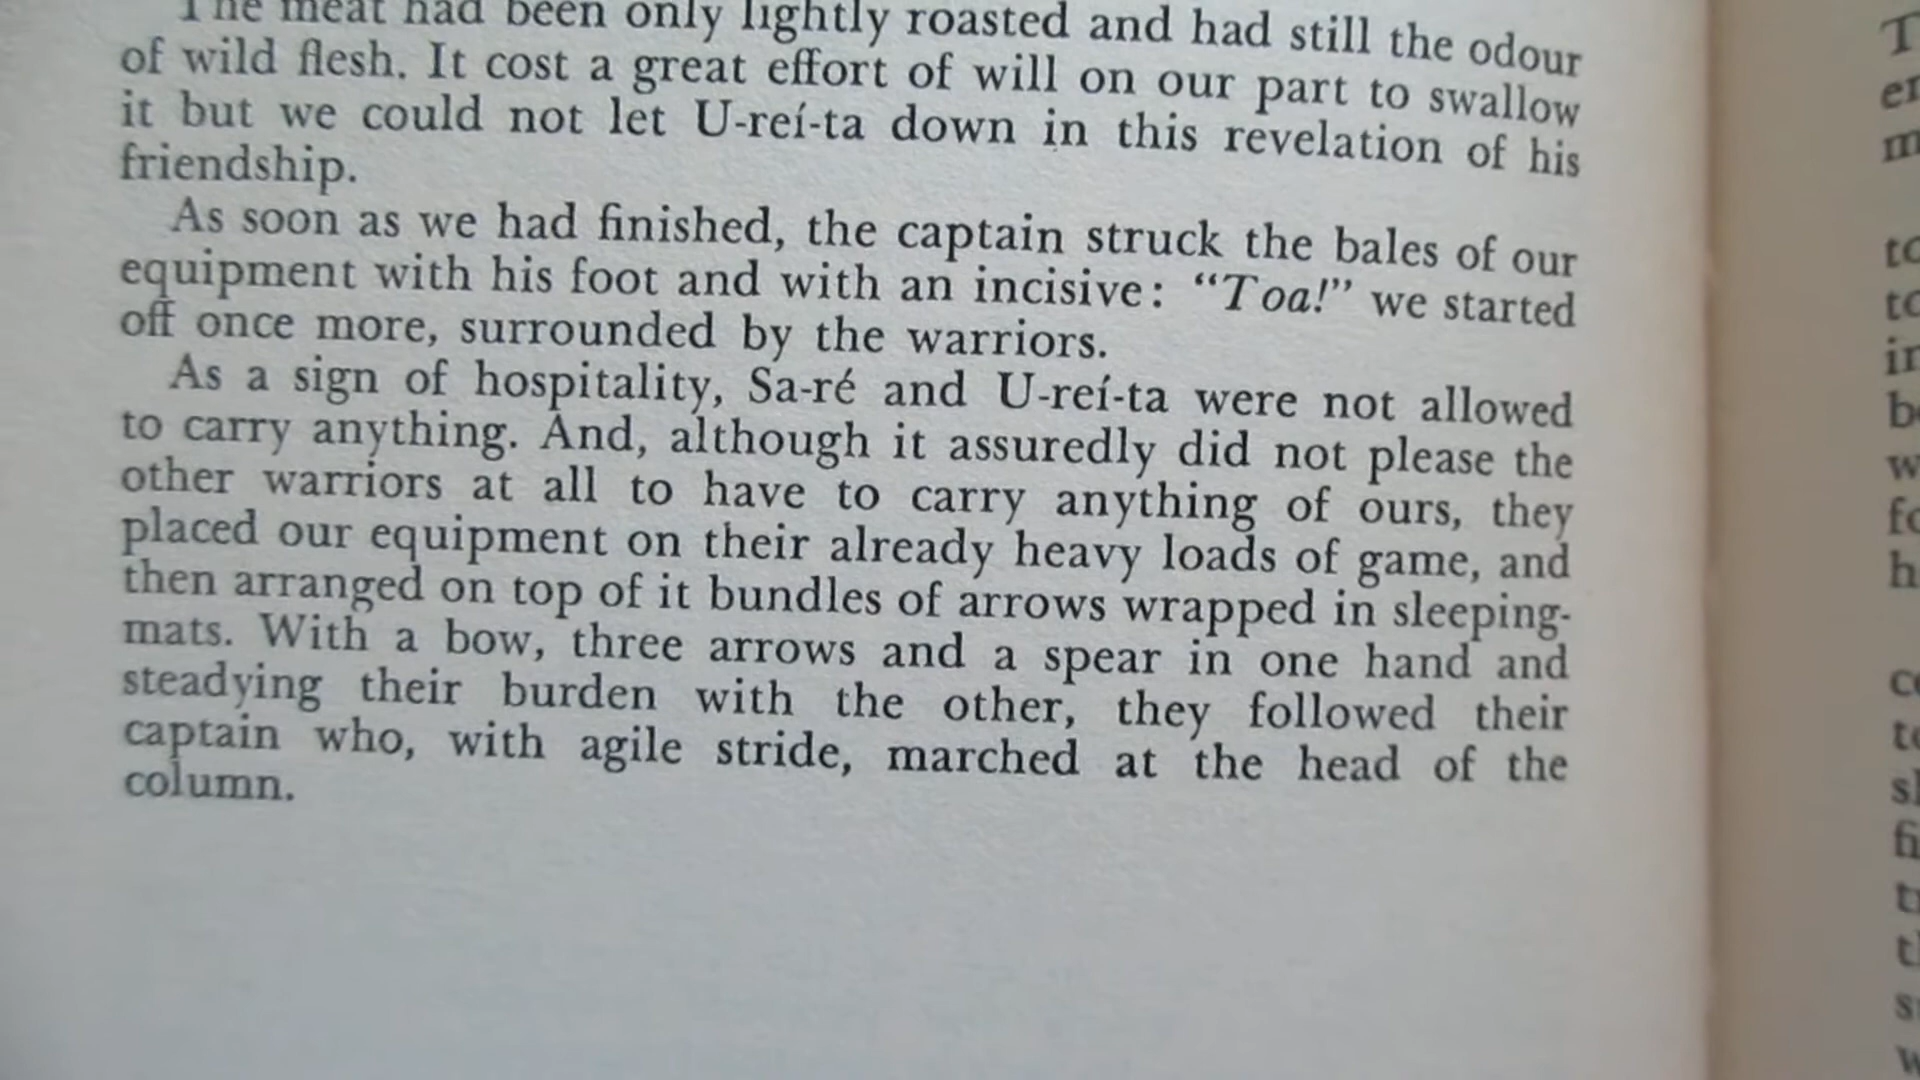 The meat had been only lightly roasted and had still the odour
of wild flesh. It cost a great effort of will on our part to swallow
it but we could not let U-reí-ta down in this revelation of his
friendship.
As soon as we had finished, the captain struck the bales of our
equipment with his foot and with an incisive: “Toa!” we started
off once more, surrounded by the warriors.
As a sign of hospitality, Sa-ré and U-reí-ta were not allowed
to carry anything. And, although it assuredly did not please the
other warriors at all to have to carry anything of ours, they
placed our equipment on their already heavy loads of game, and
then arranged on top of it bundles of arrows wrapped in sleeping-
mats. With a bow, three arrows and a spear in one hand and
steadying their burden with the other, they followed their
captain who, with agile stride, marched at the head of the
column.